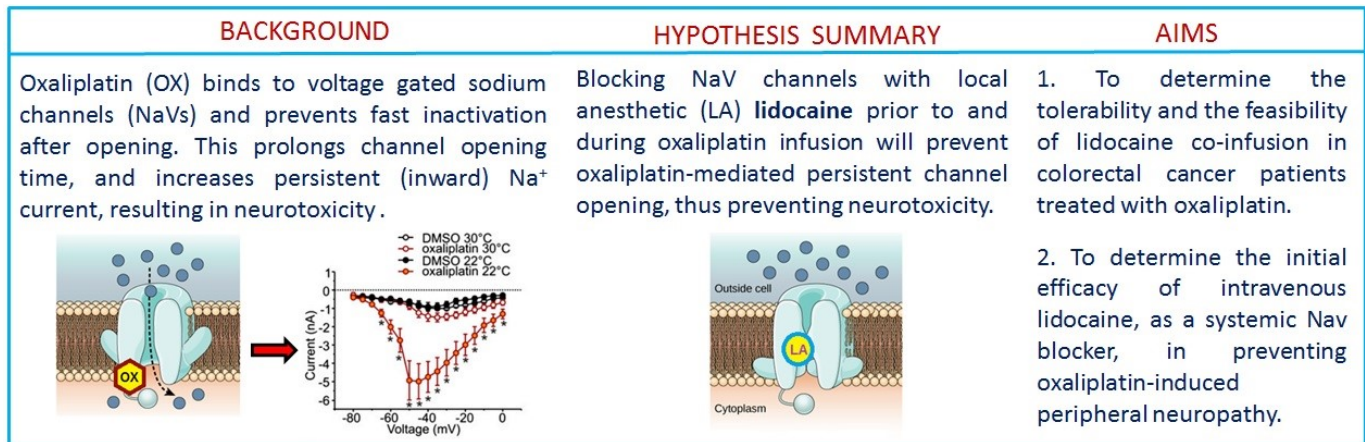 BACKGROUND
Oxaliplatin (OX) binds to voltage gated sodium
channels (NaVs) and prevents fast inactivation
after opening. This prolongs channel opening
time, and increases persistent (inward) Na⁺
current, resulting in neurotoxicity .
OX
DMSO 30°C
oxaliplatin 30°C
DMSO 22°C
oxaliplatin 22°C
Current (nA)
1
0
-1
-2
-3
-4
-5
-6
* * * * * * * * * * * * *
-80 -60 -40 -20 0
Voltage (mV)
HYPOTHESIS SUMMARY
Blocking NaV channels with local
anesthetic (LA) lidocaine prior to and
during oxaliplatin infusion will prevent
oxaliplatin-mediated persistent channel
opening, thus preventing neurotoxicity.
Outside cell
LA
Cytoplasm
AIMS
1. To determine the
tolerability and the feasibility
of lidocaine co-infusion in
colorectal cancer patients
treated with oxaliplatin.
2. To determine the initial
efficacy of intravenous
lidocaine, as a systemic Nav
blocker, in preventing
oxaliplatin-induced
peripheral neuropathy.